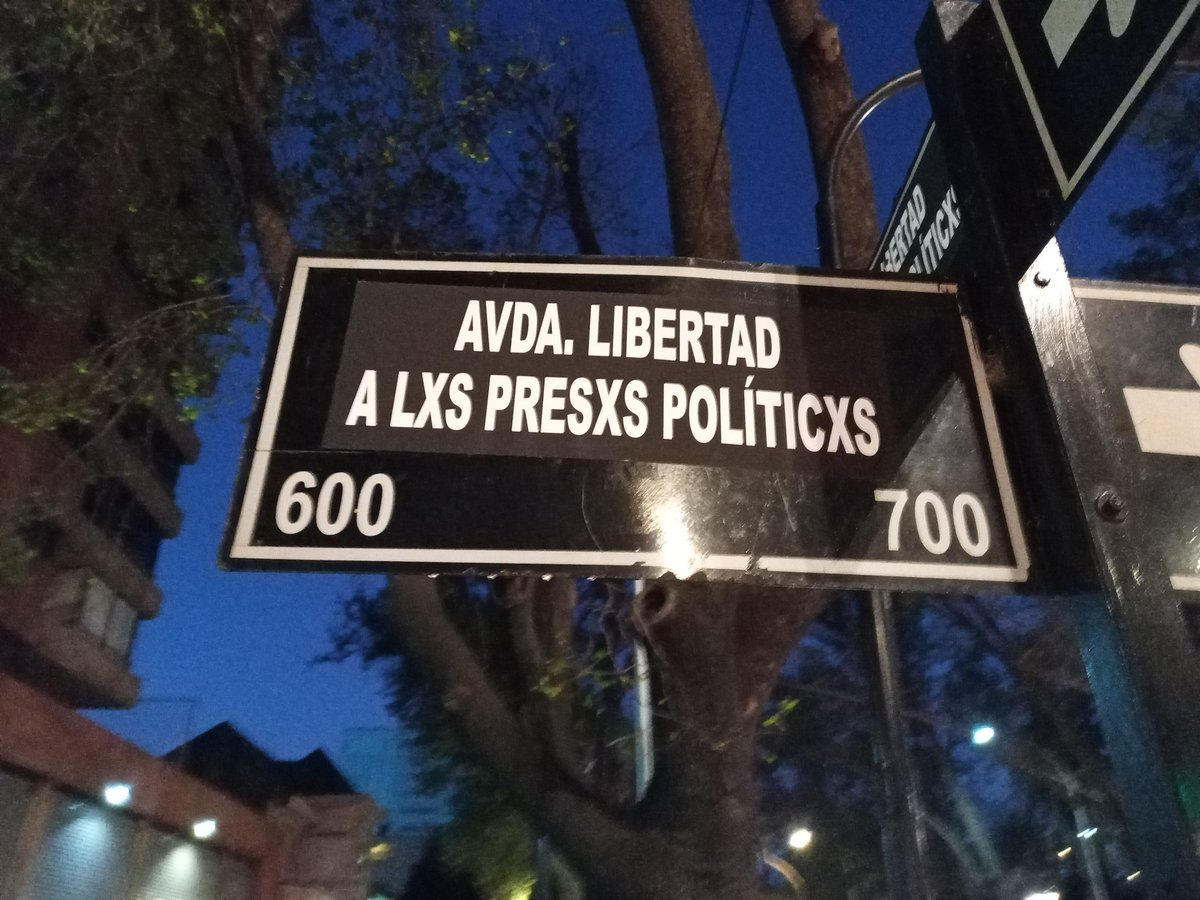 AVDA. LIBERTAD
A LXS PRESXS POLÍTICXS
600
700